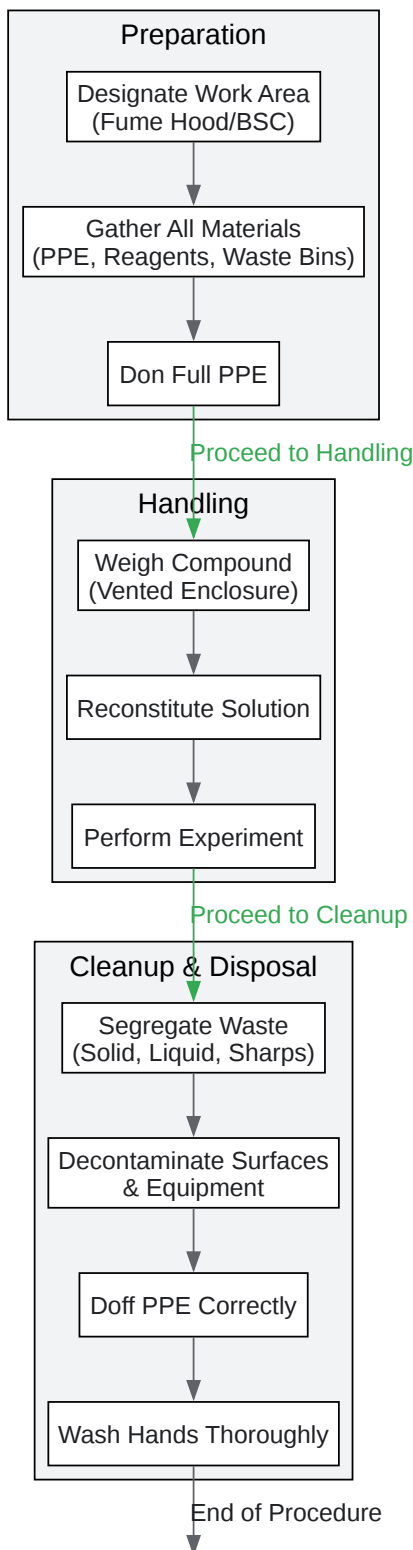 Preparation
Designate Work Area
(Fume Hood/BSC)
Gather All Materials
(PPE, Reagents, Waste Bins)
Don Full PPE
Proceed to Handling
Handling
Weigh Compound
(Vented Enclosure)
Reconstitute Solution
Perform Experiment
Proceed to Cleanup
Cleanup & Disposal
Segregate Waste
(Solid, Liquid, Sharps)
Decontaminate Surfaces
& Equipment
Doff PPE Correctly
Wash Hands Thoroughly
End of Procedure